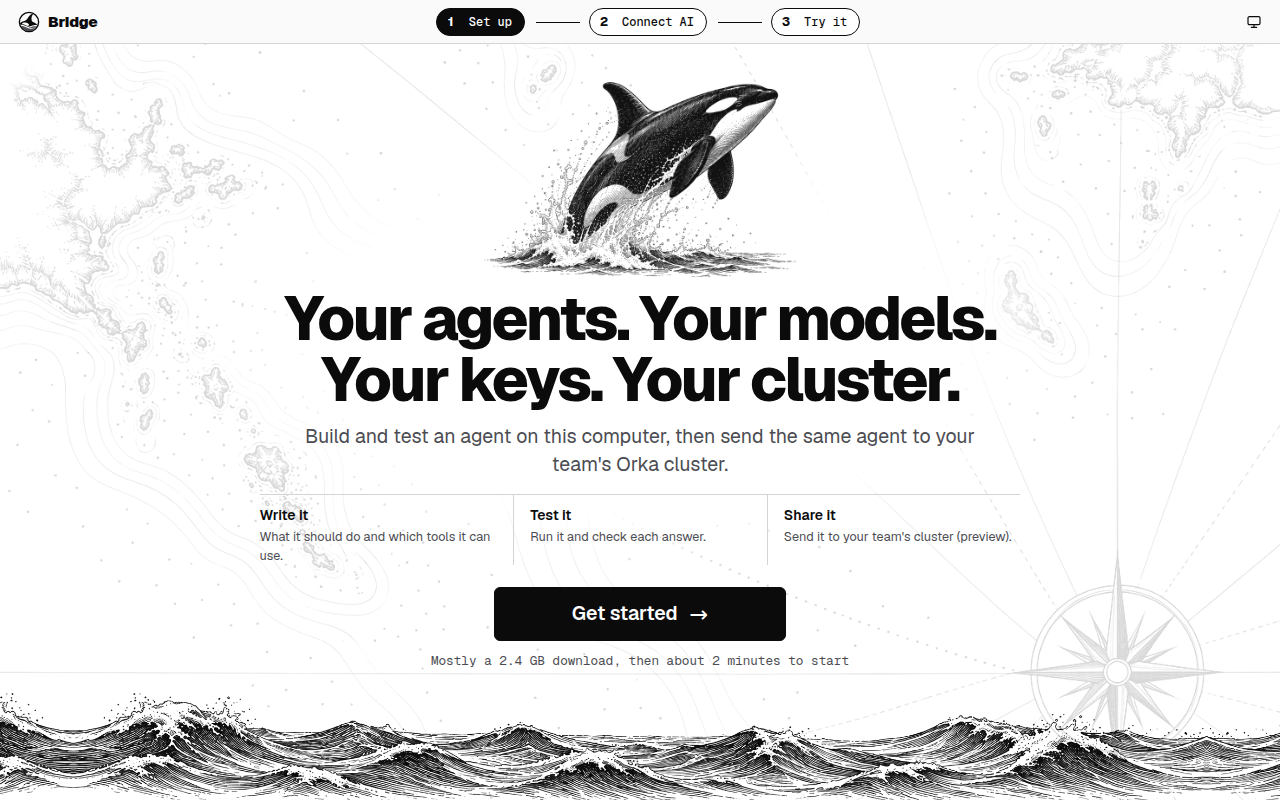 Bridge
1 Set up
2 Connect AI
3 Try it
Your agents. Your models.
Your keys. Your cluster.
Build and test an agent on this computer, then send the same agent to your
team's Orka cluster.
Write it
What it should do and which tools it can
use.
Test it
Run it and check each answer.
Share it
Send it to your team's cluster (preview).
Get started →
Mostly a 2.4 GB download, then about 2 minutes to start